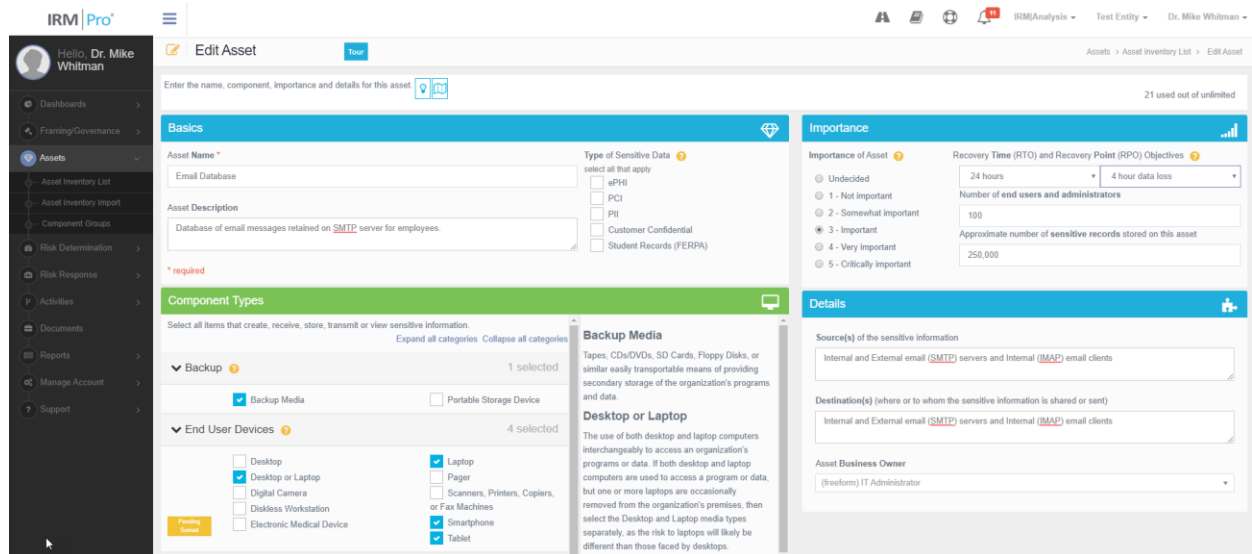 IRM|Pro®
11
IRM|Analysis
Test Entity
Dr. Mike Whitman
Hello, Dr. Mike
Whitman
Dashboards
Framing/Governance
Assets
Asset Inventory List
Asset Inventory Import
Component Groups
Risk Determination
Risk Response
Activities
Documents
Reports
Manage Account
Support
Edit Asset
Tour
Assets > Asset Inventory List > Edit Asset
Enter the name, component, importance and details for this asset.
21 used out of unlimited
Basics
Asset Name *
Email Database
Asset Description
Database of email messages retained on SMTP server for employees.
* required
Type of Sensitive Data ?
select all that apply
ePHI
PCI
PII
Customer Confidential
Student Records (FERPA)
Component Types
Select all items that create, receive, store, transmit or view sensitive information.
Expand all categories Collapse all categories
Backup ?
1 selected
Backup Media
Portable Storage Device
End User Devices ?
4 selected
Desktop
Desktop or Laptop
Digital Camera
Diskless Workstation
Pending
Sunset
Electronic Medical Device
Laptop
Pager
Scanners, Printers, Copiers,
or Fax Machines
Smartphone
Tablet
Backup Media
Tapes, CDs/DVDs, SD Cards, Floppy Disks, or
similar easily transportable means of providing
secondary storage of the organization's programs
and data.
Desktop or Laptop
The use of both desktop and laptop computers
interchangeably to access an organization's
programs or data. If both desktop and laptop
computers are used to access a program or data,
but one or more laptops are occasionally
removed from the organization's premises, then
select the Desktop and Laptop media types
separately, as the risk to laptops will likely be
different than those faced by desktops.
Importance
Importance of Asset ?
Undecided
1 - Not important
2 - Somewhat important
3 - Important
4 - Very important
5 - Critically important
Recovery Time (RTO) and Recovery Point (RPO) Objectives ?
24 hours
4 hour data loss
Number of end users and administrators
100
Approximate number of sensitive records stored on this asset
250,000
Details
Source(s) of the sensitive information
Internal and External email (SMTP) servers and Internal (IMAP) email clients
Destination(s) (where or to whom the sensitive information is shared or sent)
Internal and External email (SMTP) servers and Internal (IMAP) email clients
Asset Business Owner
(freeform) IT Administrator